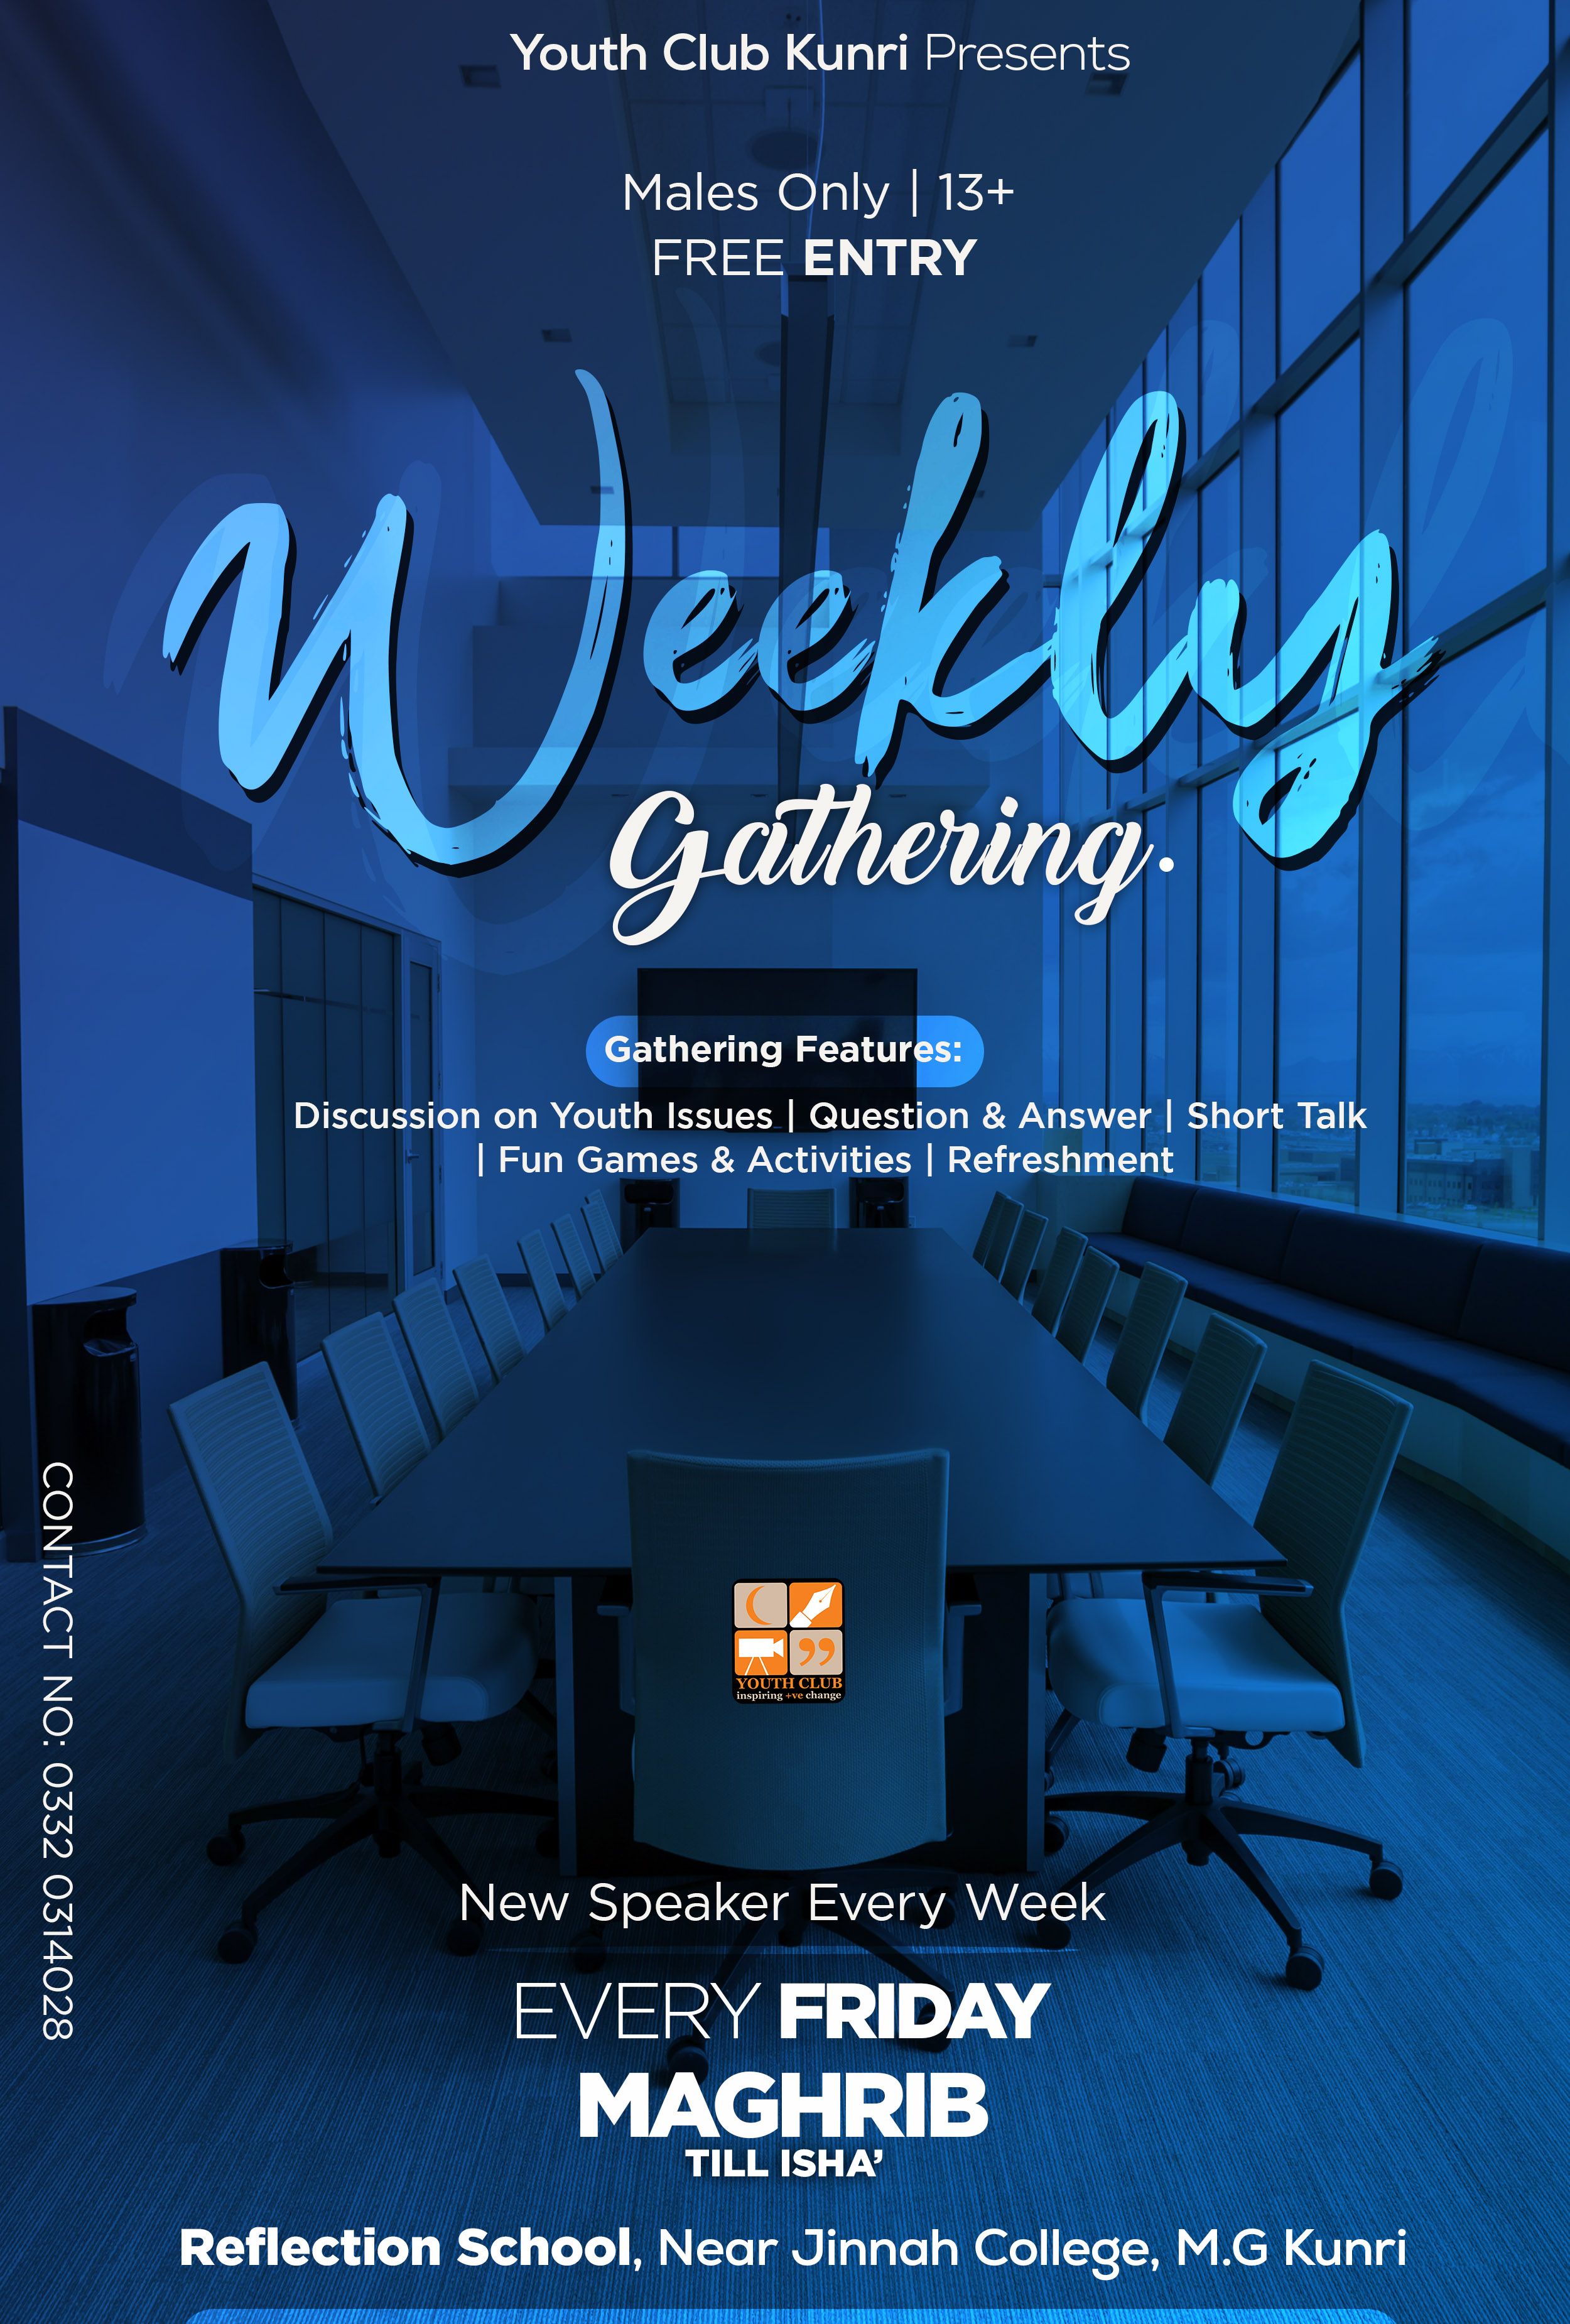 Youth Club Kunri Presents
Males Only | 13+
FREE ENTRY
Weekly
Gathering.
Gathering Features:
Discussion on Youth Issues | Question & Answer | Short Talk
| Fun Games & Activities | Refreshment
CONTACT NO: 0332 0314028
YOUTH CLUB
inspiring +ve change
New Speaker Every Week
EVERY FRIDAY
MAGHRIB
TILL ISHA’
Reflection School, Near Jinnah College, M.G Kunri